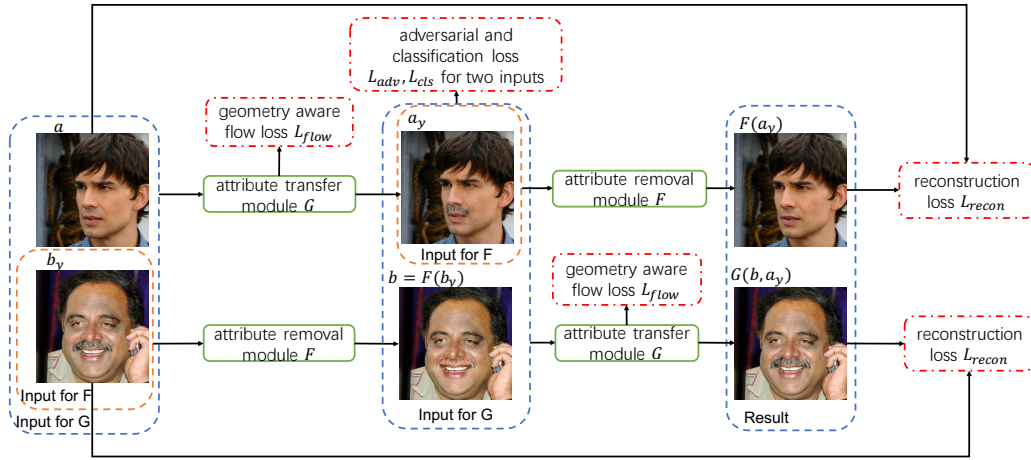 adversarial and
classification loss
L_adv, L_cls for two inputs
geometry aware
flow loss L_flow
a
a_y
F(a_y)
attribute transfer
module G
attribute removal
module F
reconstruction
loss L_recon
Input for F
b_y
b = F(b_y)
geometry aware
flow loss L_flow
G(b, a_y)
attribute removal
module F
attribute transfer
module G
reconstruction
loss L_recon
Input for F
Input for G
Input for G
Result